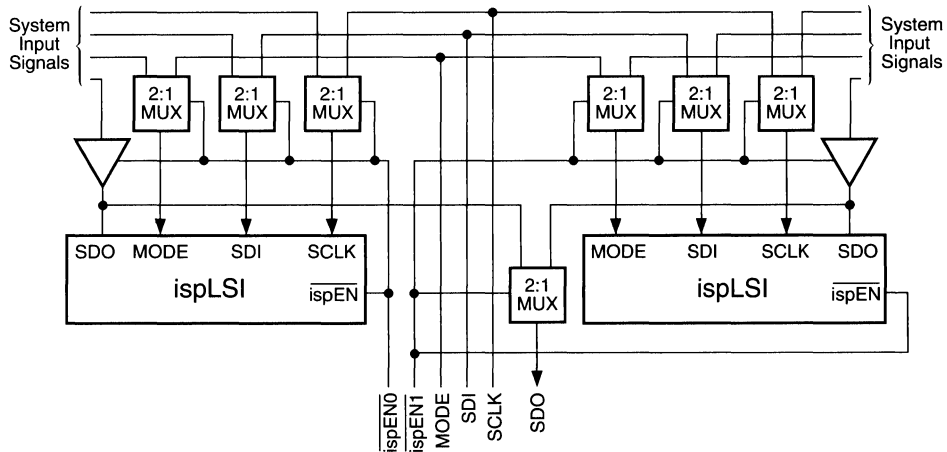 System
Input
Signals
System
Input
Signals
2:1
MUX
2:1
MUX
2:1
MUX
2:1
MUX
2:1
MUX
2:1
MUX
SDO MODE SDI SCLK
ispLSI
ispEN
2:1
MUX
MODE SDI SCLK SDO
ispLSI
ispEN
ispEN0
ispEN1
MODE
SDI
SCLK
SDO